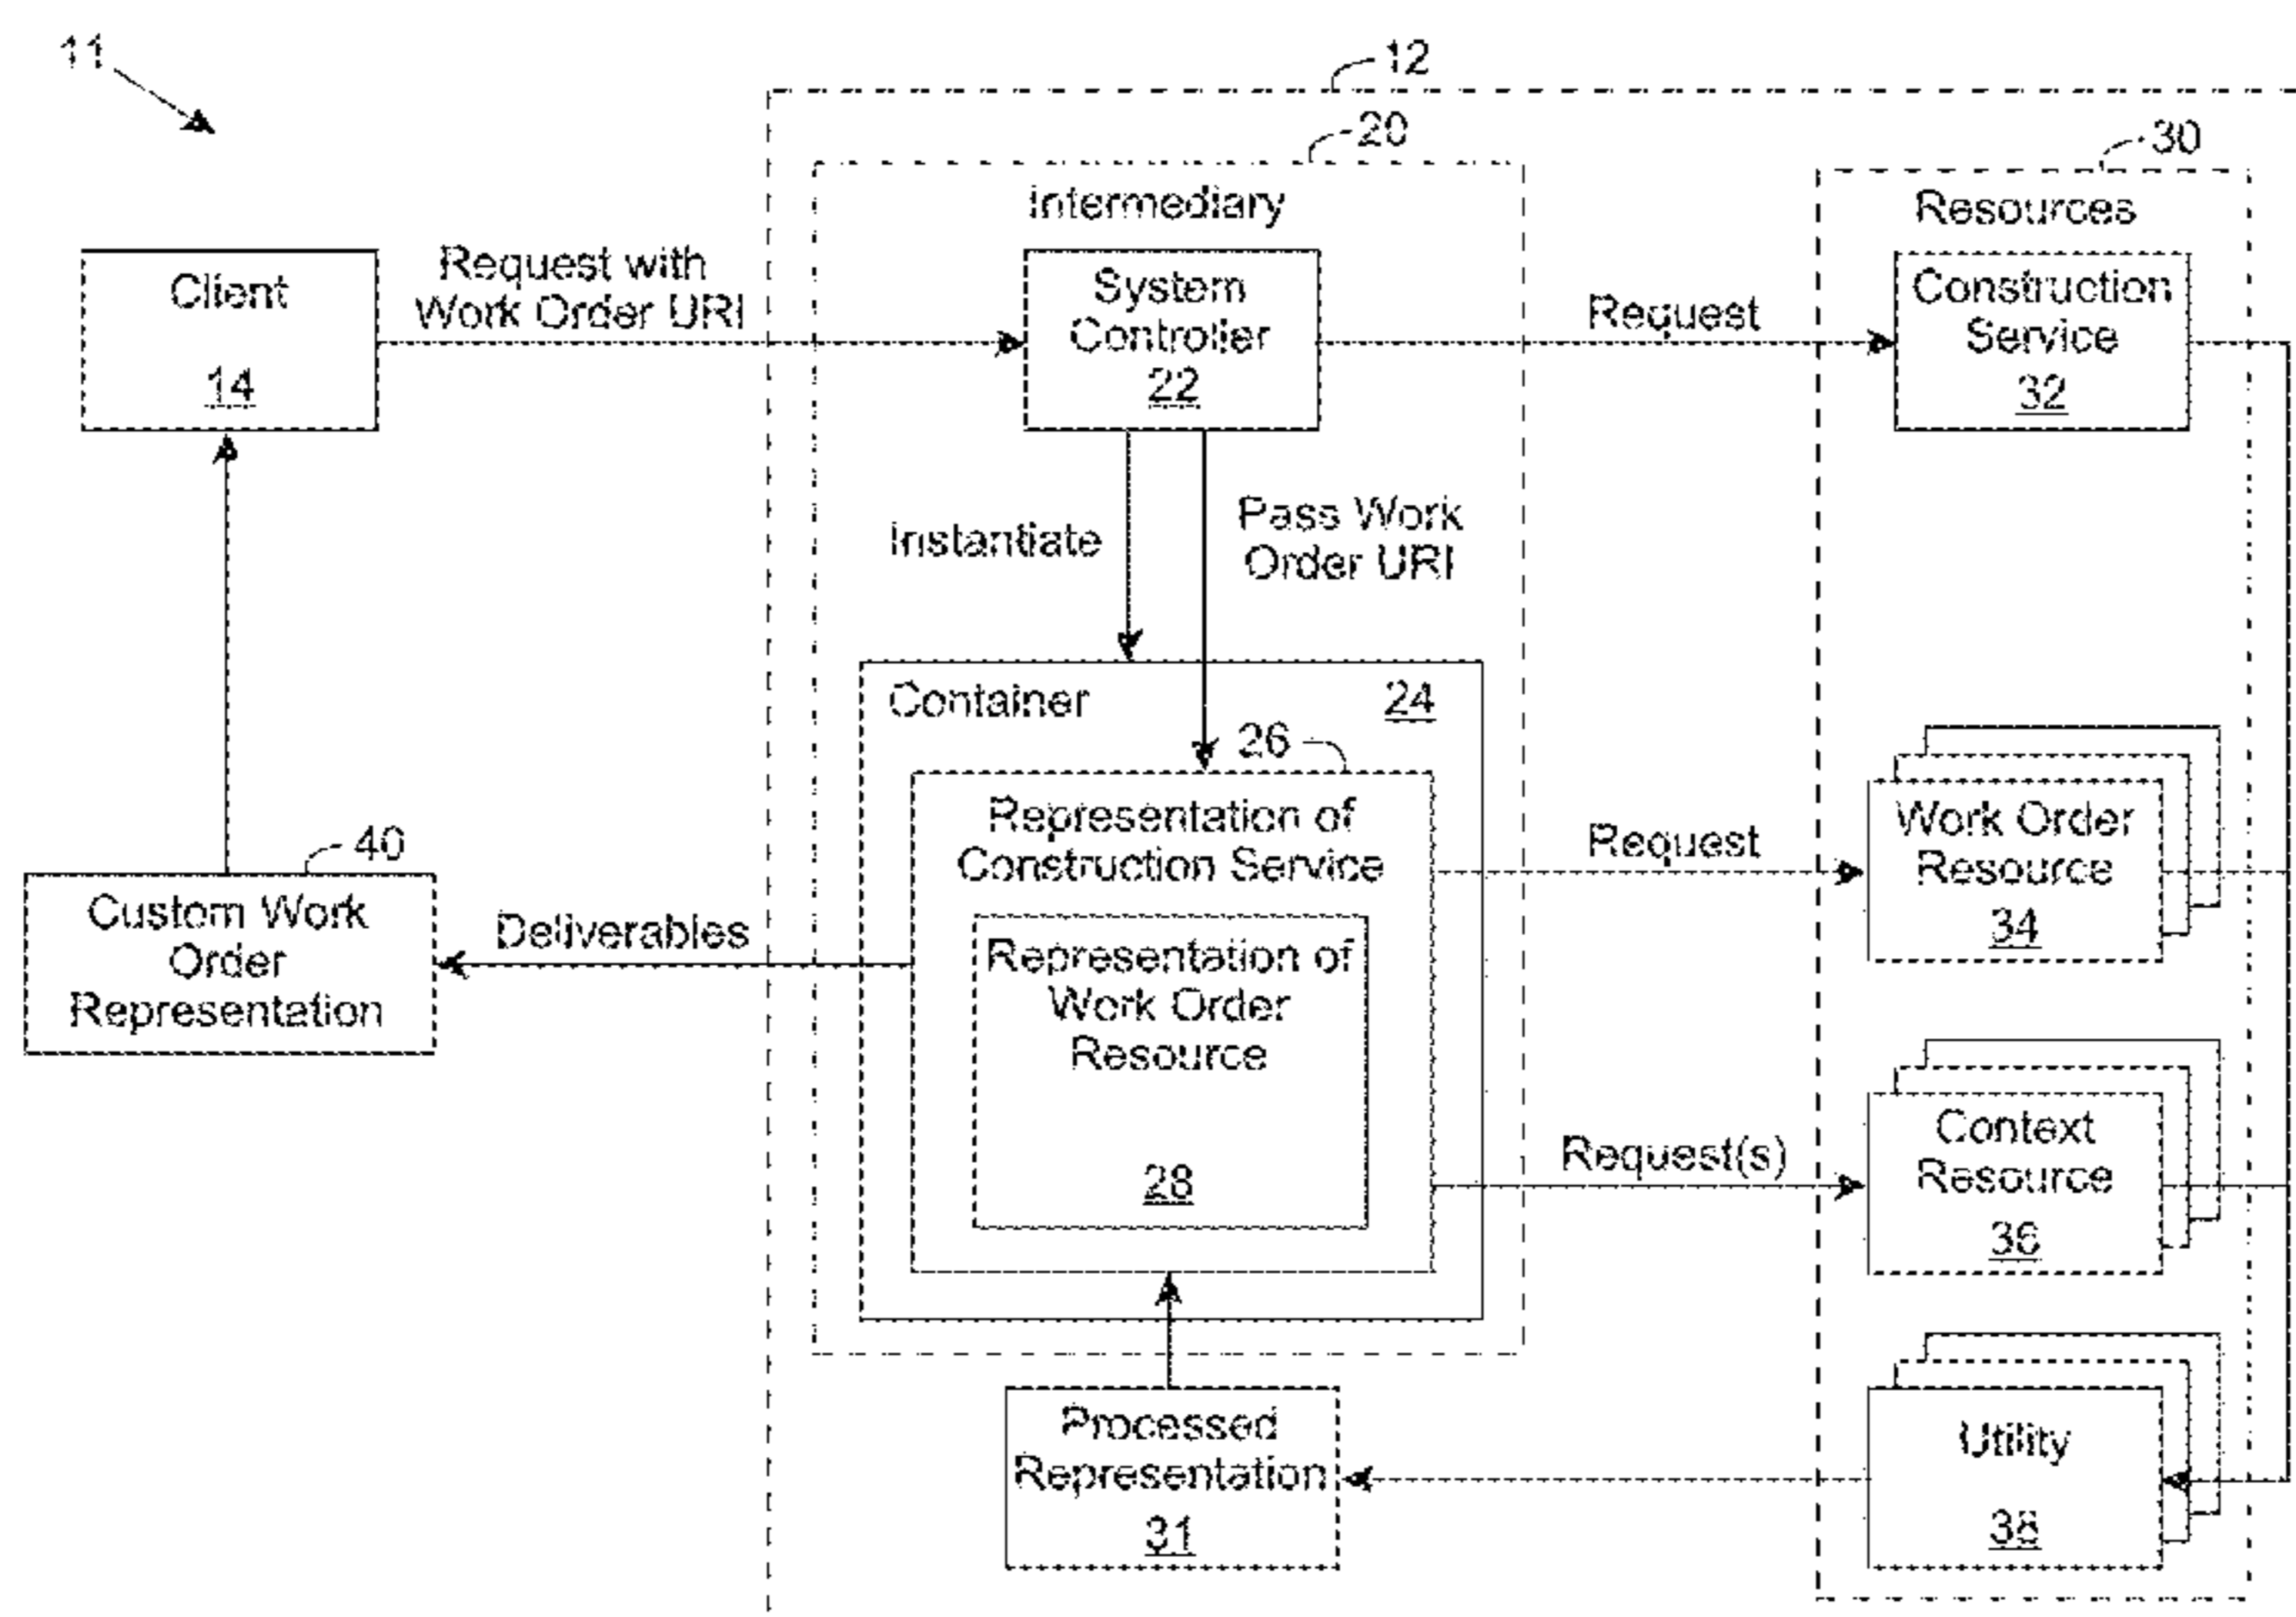 11
12
20
30
Intermediary
Resources
Client
14
Request with
Work Order URI
System
Controller
22
Request
Construction
Service
32
Instantiate
Pass Work
Order URI
Container
24
26
Representation of
Construction Service
Request
Work Order
Resource
34
40
Custom Work
Order
Representation
Deliverables
Representation of
Work Order
Resource
28
Request(s)
Context
Resource
36
Processed
Representation
31
Utility
38